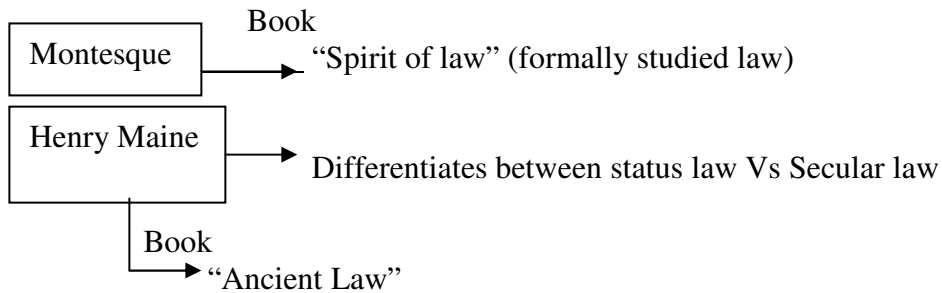 Book
Montesque
“Spirit of law” (formally studied law)
Henry Maine
Differentiates between status law Vs Secular law
Book
“Ancient Law”